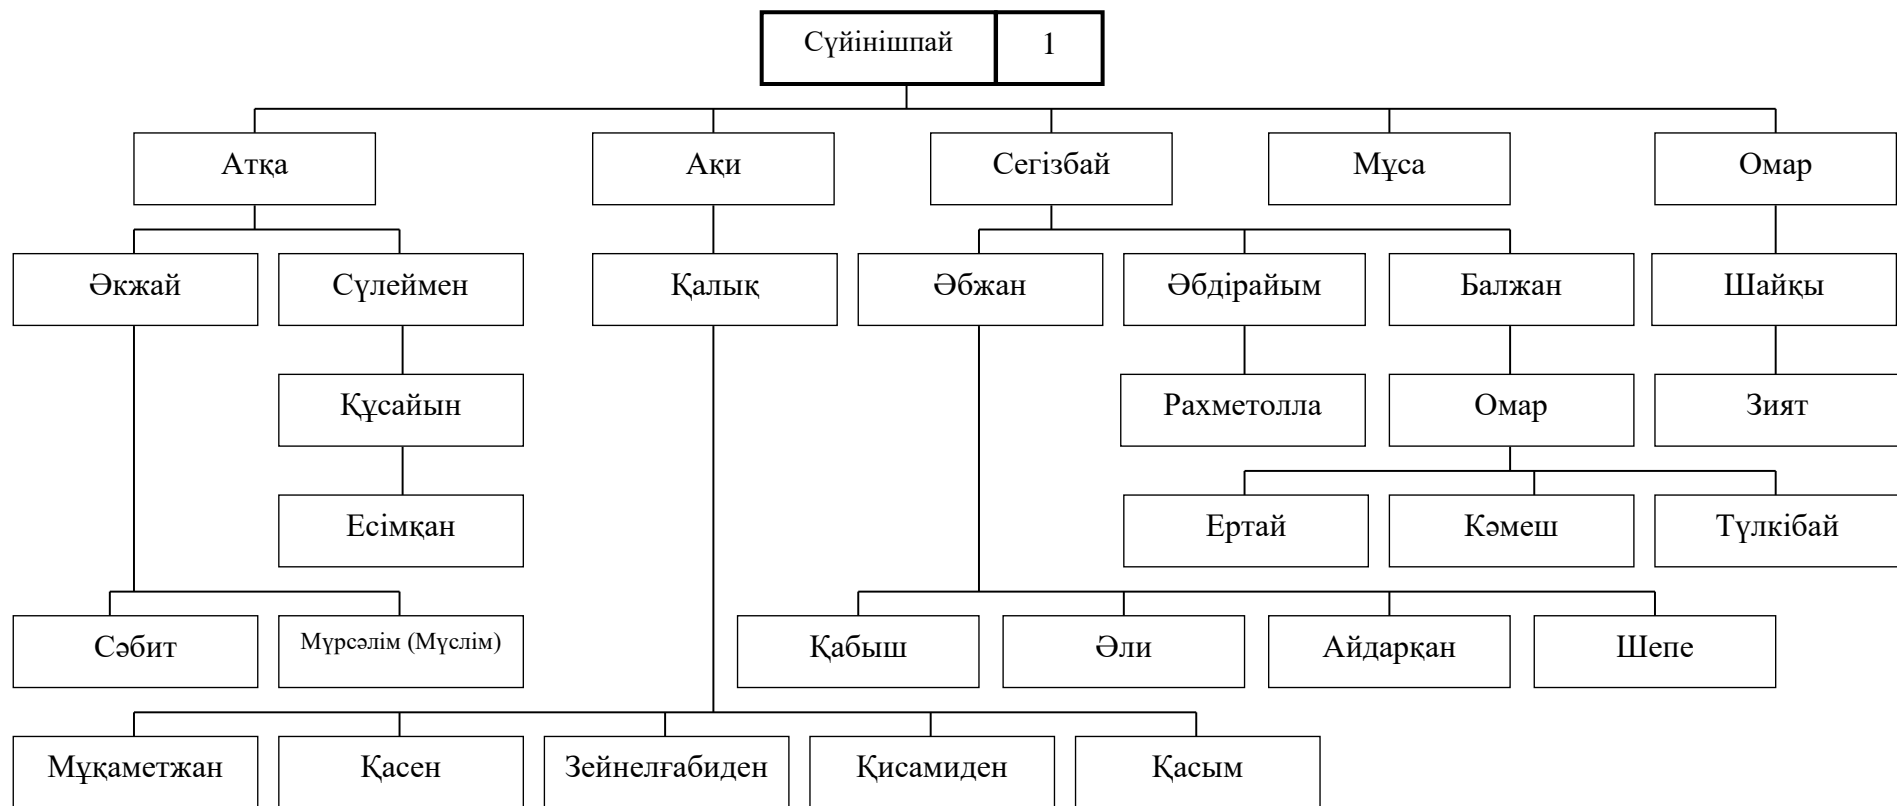 Сүйінішпай 1
Атқа
Ақи
Сегізбай
Мұса
Омар
Әкжай
Сүлеймен
Қалық
Әбжан
Әбдірайым
Балжан
Шайқы
Құсайын
Рахметолла
Омар
Зият
Есімқан
Ертай
Кәмеш
Түлкібай
Сәбит
Мүрсәлім (Мүслім)
Қабыш
Әли
Айдарқан
Шепе
Мұқаметжан
Қасен
Зейнелғабиден
Қисамиден
Қасым